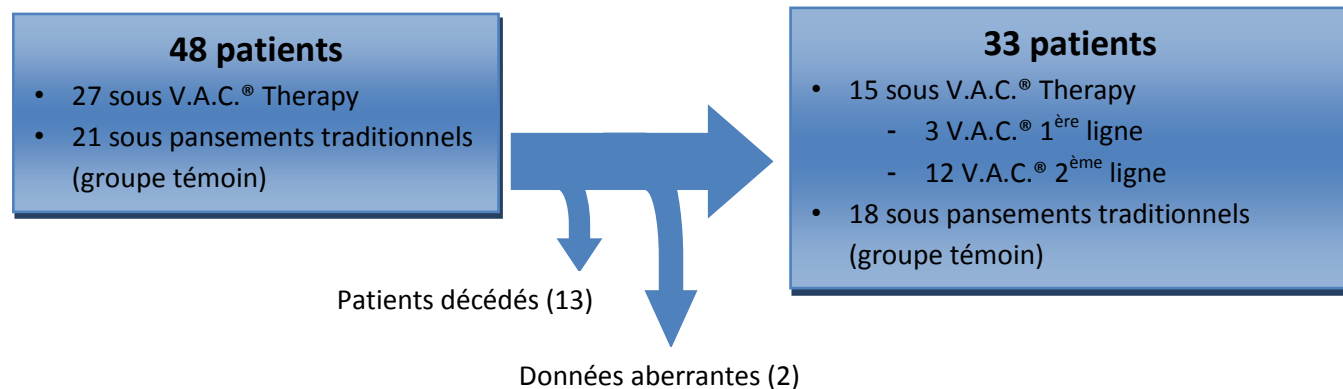 48 patients
• 27 sous V.A.C.® Therapy
• 21 sous pansements traditionnels
(groupe témoin)
33 patients
• 15 sous V.A.C.® Therapy
- 3 V.A.C.® 1ère ligne
- 12 V.A.C.® 2ème ligne
• 18 sous pansements traditionnels
(groupe témoin)
Patients décédés (13)
Données aberrantes (2)